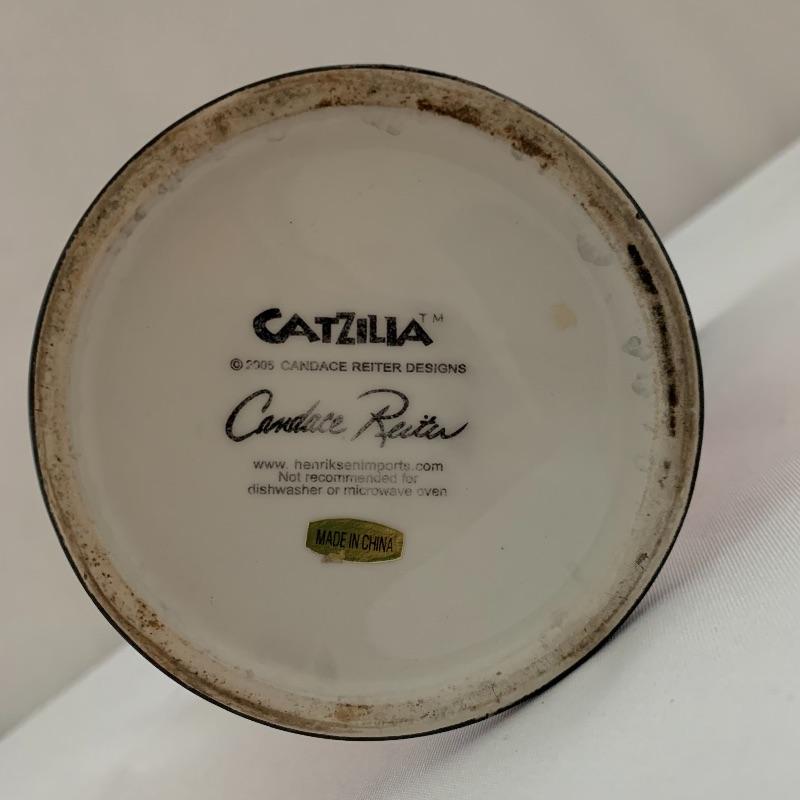 CATZILLA™
© 2005 CANDACE REITER DESIGNS
Candace Reiter
www. henriksenimports.com
Not recommended for
dishwasher or microwave oven
MADE IN CHINA